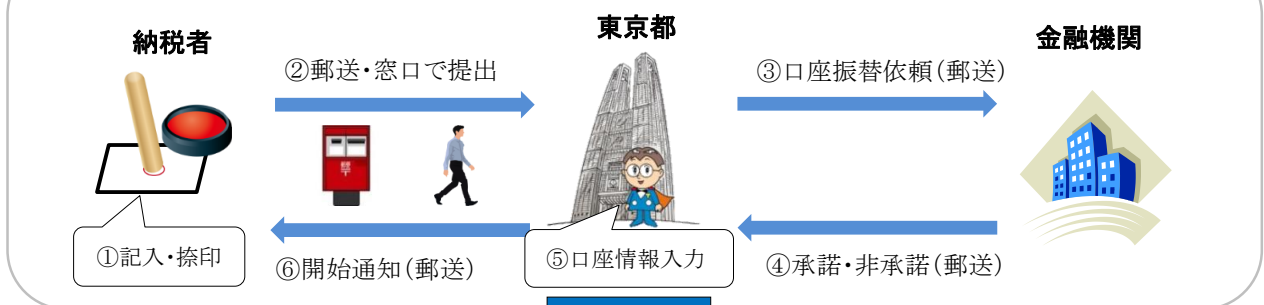 納税者
東京都
金融機関
②郵送・窓口で提出
③口座振替依頼(郵送)
①記入・捺印
⑥開始通知(郵送)
⑤口座情報入力
④承諾・非承諾(郵送)